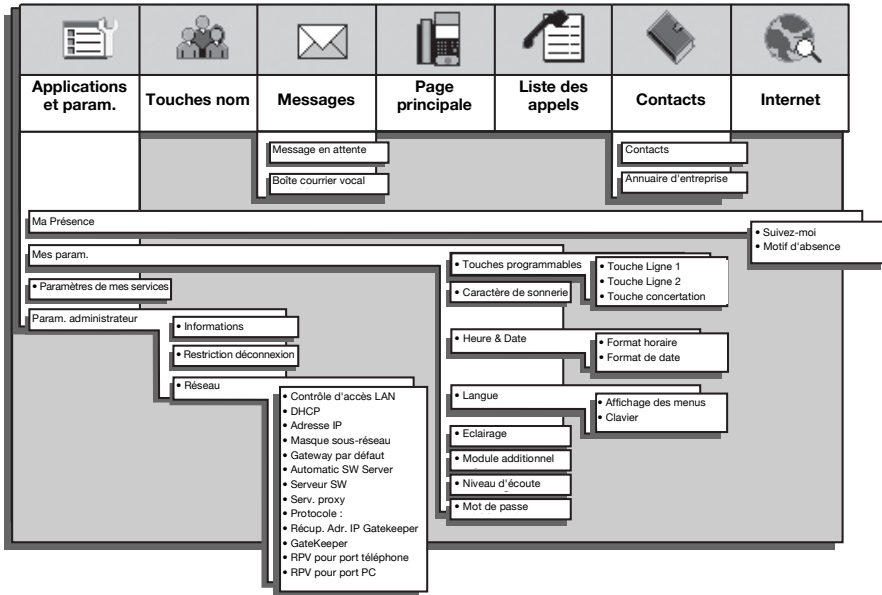 Applications et param.
Touches nom
Messages
Page principale
Liste des appels
Contacts
Internet
Message en attente
Boîte courrier vocal
Contacts
Annuaire d'entreprise
Ma Présence
• Suivez-moi
• Motif d'absence
Mes param.
• Touches programmables
• Touche Ligne 1
• Touche Ligne 2
• Touche concertation
• Caractère de sonnerie
• Heure & Date
• Format horaire
• Format de date
• Langue
• Affichage des menus
• Clavier
• Eclairage
• Module additionnel
• Niveau d'écoute
• Mot de passe
• Paramètres de mes services
Param. administrateur
• Informations
• Restriction déconnexion
• Réseau
• Contrôle d'accès LAN
• DHCP
• Adresse IP
• Masque sous-réseau
• Gateway par défaut
• Automatic SW Server
• Serveur SW
• Serv. proxy
• Protocole :
• Récup. Adr. IP Gatekeeper
• GateKeeper
• RPV pour port téléphone
• RPV pour port PC